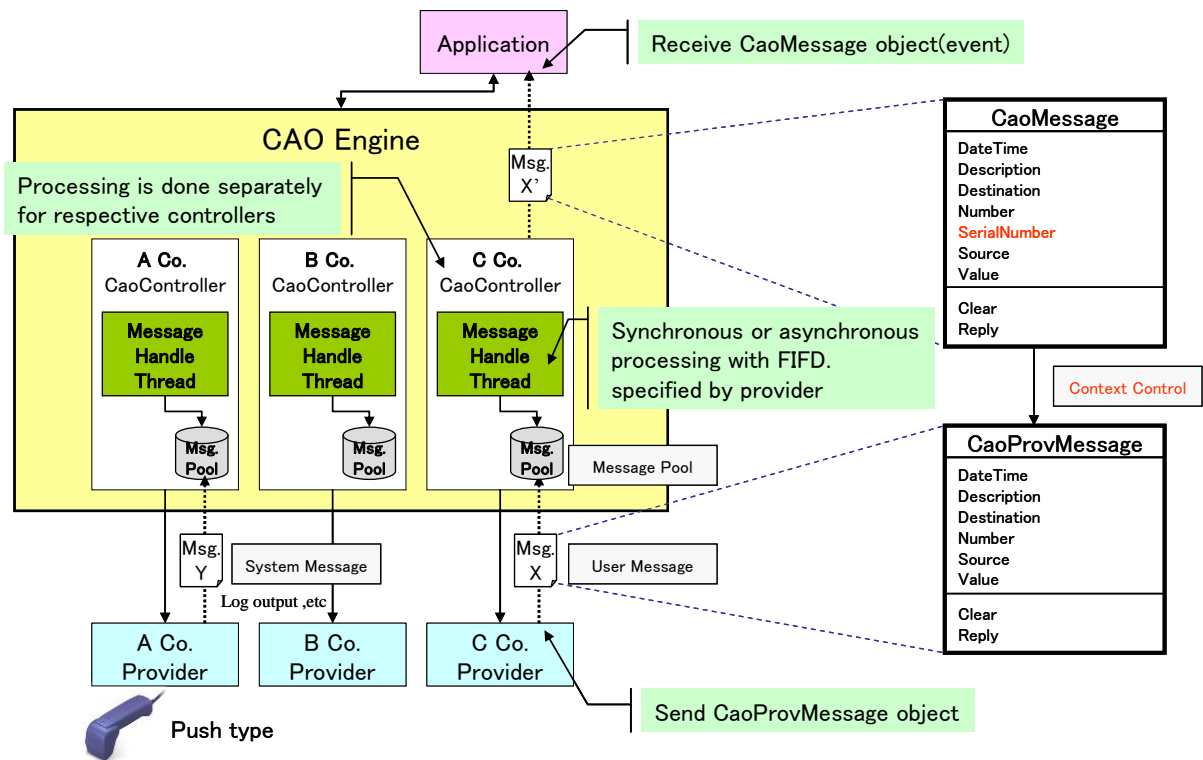 Application
Receive CaoMessage object(event)
CAO Engine
Msg.
X’
Processing is done separately
for respective controllers
A Co.
CaoController
B Co.
CaoController
C Co.
CaoController
Message
Handle
Thread
Message
Handle
Thread
Message
Handle
Thread
Synchronous or asynchronous
processing with FIFD.
specified by provider
Msg.
Pool
Msg.
Pool
Msg.
Pool
Message Pool
Msg.
Y
System Message
Msg.
X
User Message
Log output ,etc
A Co.
Provider
B Co.
Provider
C Co.
Provider
Push type
Send CaoProvMessage object
CaoMessage
DateTime
Description
Destination
Number
SerialNumber
Source
Value
Clear
Reply
Context Control
CaoProvMessage
DateTime
Description
Destination
Number
Source
Value
Clear
Reply